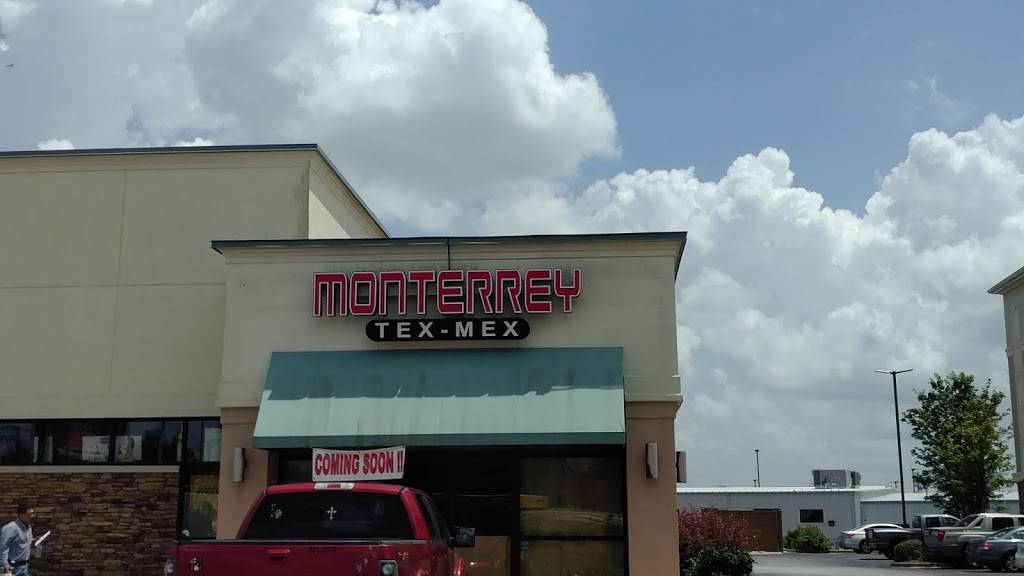 MONTERREY
TEX-MEX
COMING SOON !!